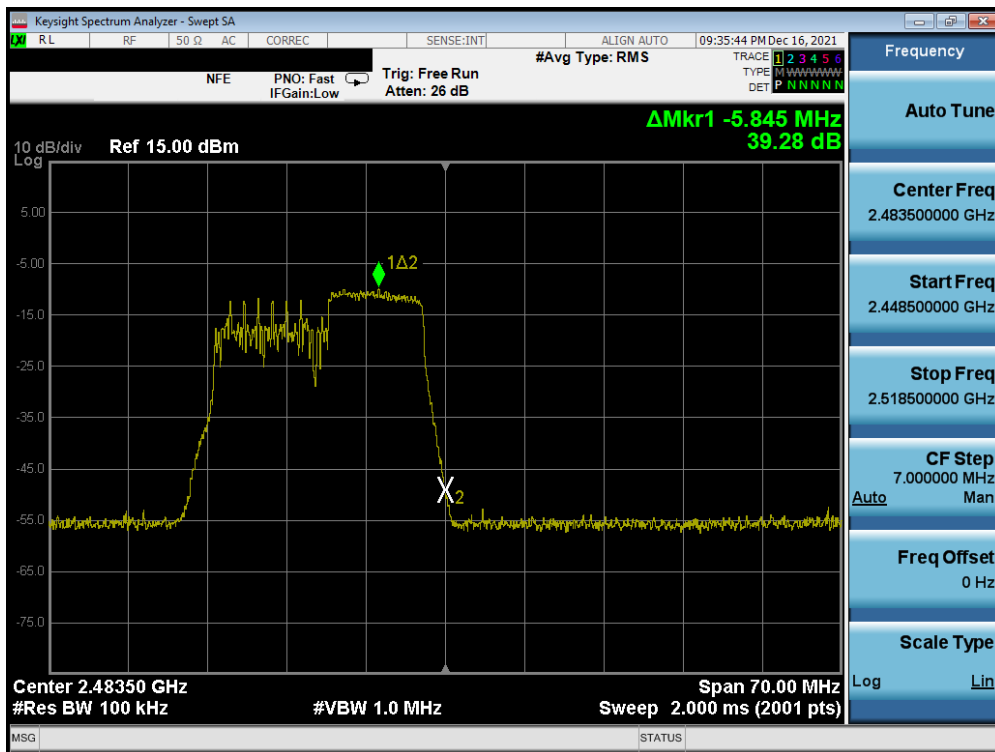 Keysight Spectrum Analyzer - Swept SA
LXI RL RF 50 Ω AC CORREC SENSE:INT ALIGN AUTO 09:35:44 PM Dec 16, 2021
NFE PNO: Fast IFGain:Low
Trig: Free Run
Atten: 26 dB
#Avg Type: RMS
TRACE 1 2 3 4 5 6
TYPE M WWWWW
DET P N N N N N
ΔMkr1 -5.845 MHz
39.28 dB
10 dB/div Ref 15.00 dBm
Log
5.00
-5.00
1Δ2
-15.0
-25.0
-35.0
-45.0
2
-55.0
-65.0
-75.0
Center 2.48350 GHz Span 70.00 MHz
#Res BW 100 kHz #VBW 1.0 MHz Sweep 2.000 ms (2001 pts)
MSG STATUS
Frequency
Auto Tune
Center Freq
2.483500000 GHz
Start Freq
2.448500000 GHz
Stop Freq
2.518500000 GHz
CF Step
7.000000 MHz
Auto Man
Freq Offset
0 Hz
Scale Type
Log Lin